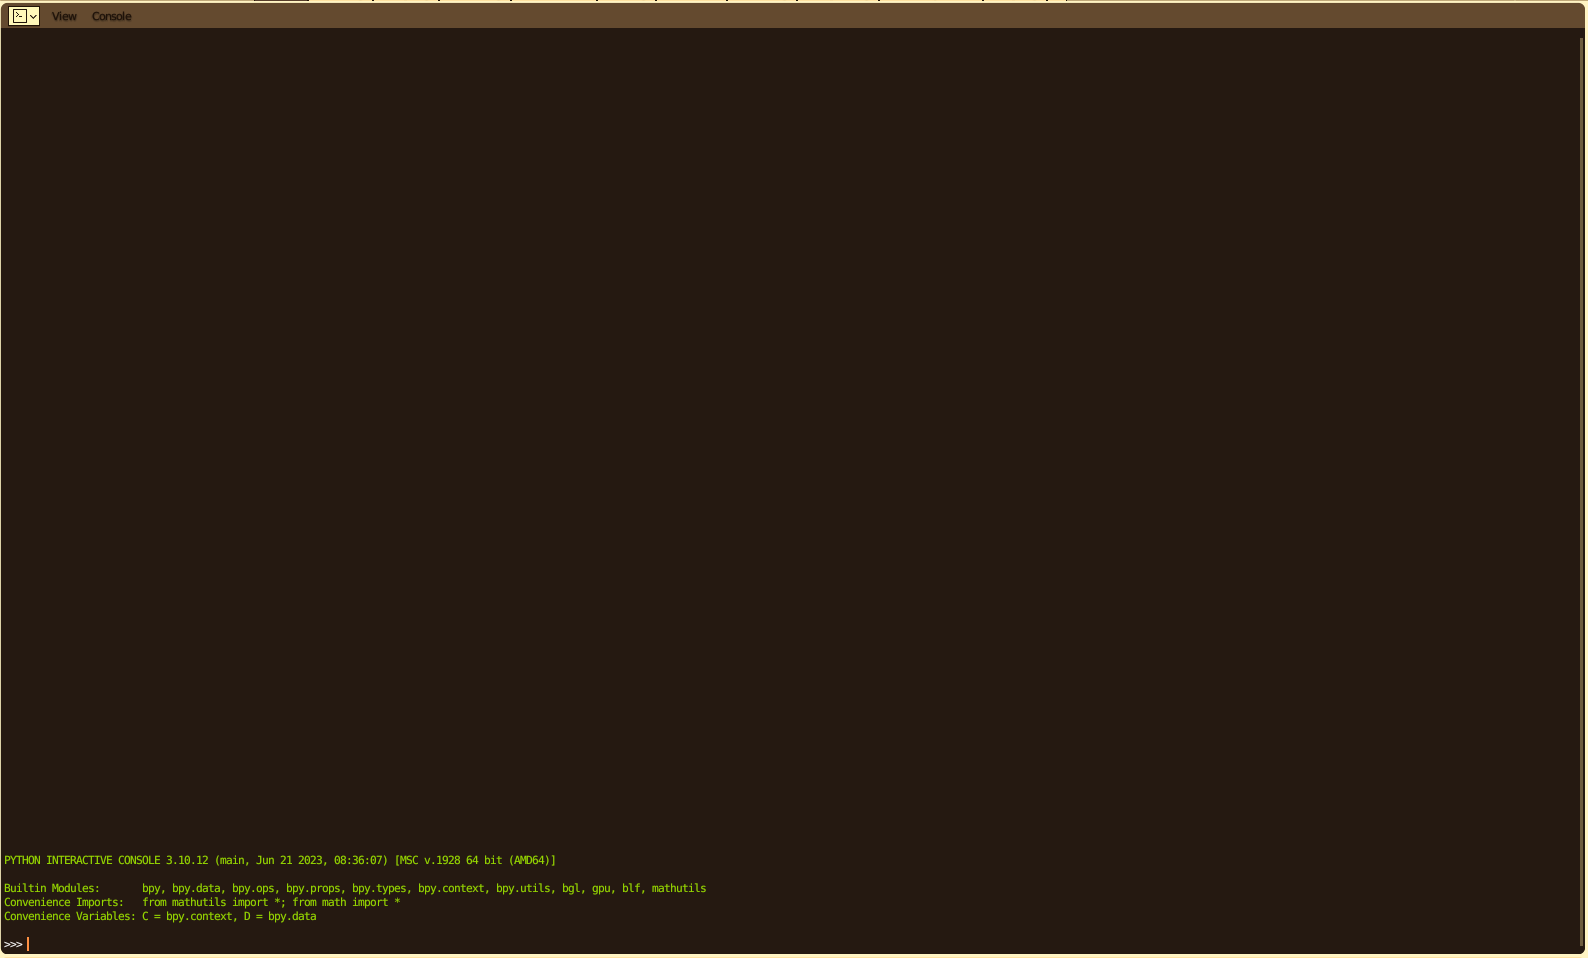 View Console
PYTHON INTERACTIVE CONSOLE 3.10.12 (main, Jun 21 2023, 08:36:07) [MSC v.1928 64 bit (AMD64)]
Builtin Modules:       bpy, bpy.data, bpy.ops, bpy.props, bpy.types, bpy.context, bpy.utils, bgl, gpu, blf, mathutils
Convenience Imports:   from mathutils import *; from math import *
Convenience Variables: C = bpy.context, D = bpy.data
>>>